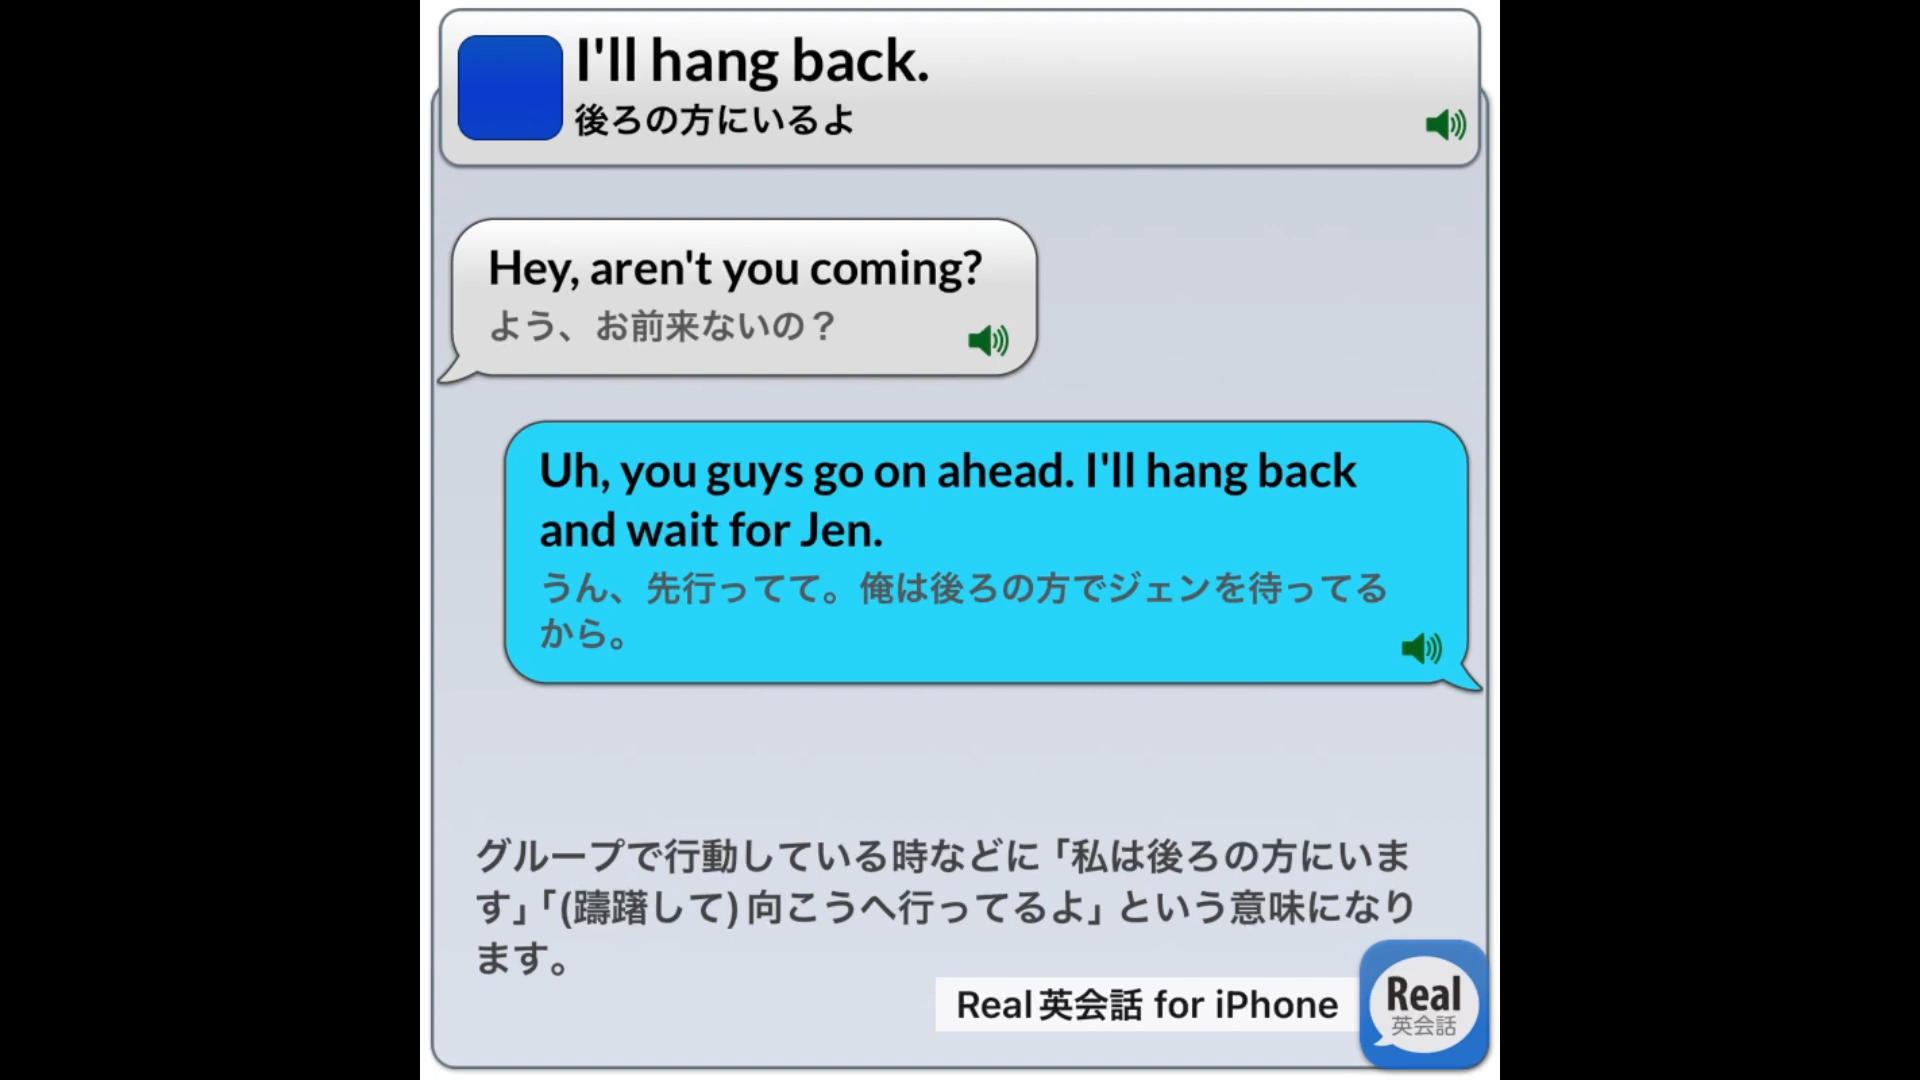 I'll hang back.
後ろの方にいるよ
Hey, aren't you coming?
よう、お前来ないの？
Uh, you guys go on ahead. I'll hang back
and wait for Jen.
うん、先行ってて。俺は後ろの方でジェンを待ってる
から。
グループで行動している時などに「私は後ろの方にいま
す」「(躊躇して) 向こうへ行ってるよ」という意味になり
ます。
Real英会話 for iPhone
Real
英会話